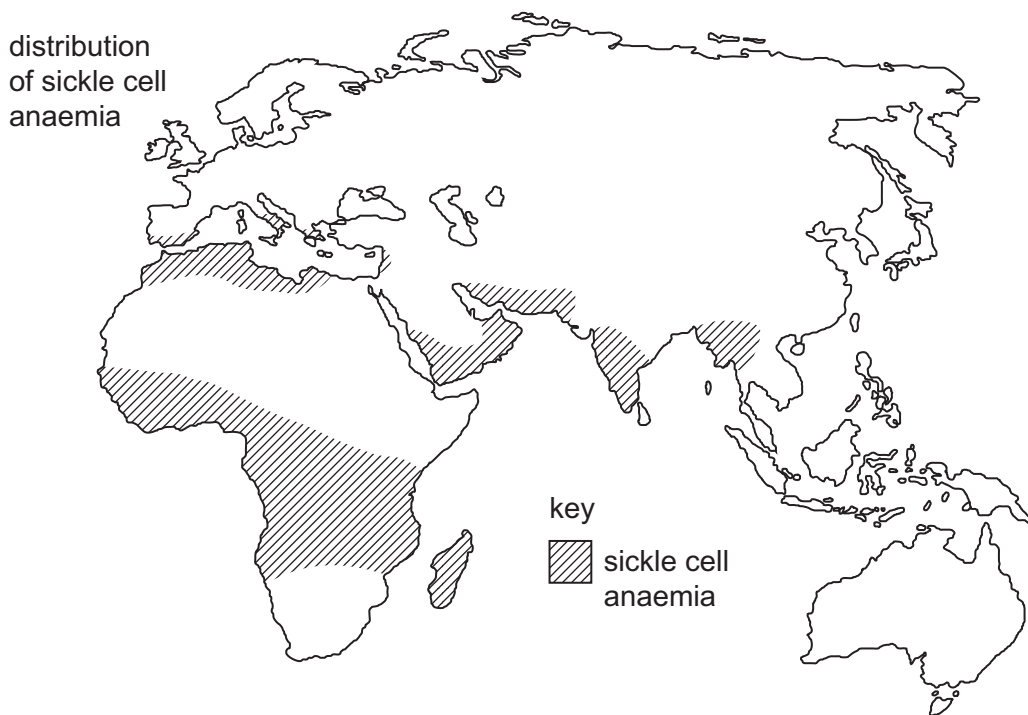 distribution
of sickle cell
anaemia
key
sickle cell
anaemia